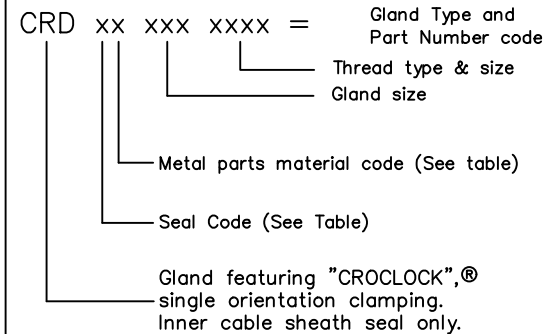 CRD xx xxx xxxx =
Gland Type and
Part Number code
Thread type & size
Gland size
Metal parts material code (See table)
Seal Code (See Table)
Gland featuring "CROCLOCK",®
single orientation clamping.
Inner cable sheath seal only.